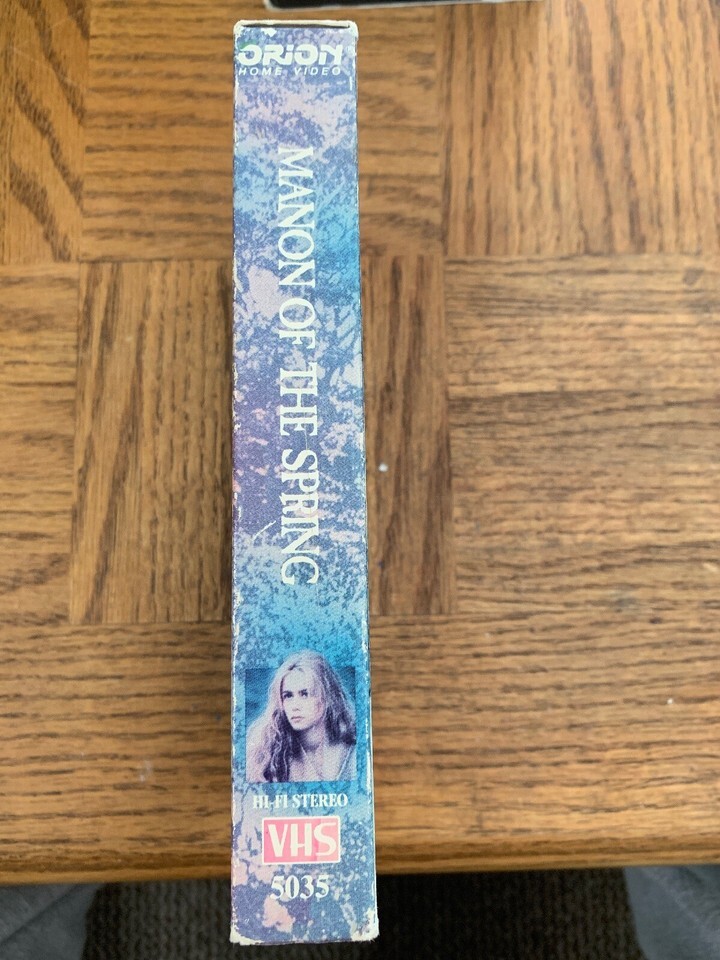 ORION
HOME VIDEO
MANON OF THE SPRING
HI-FI STEREO
VHS
5035